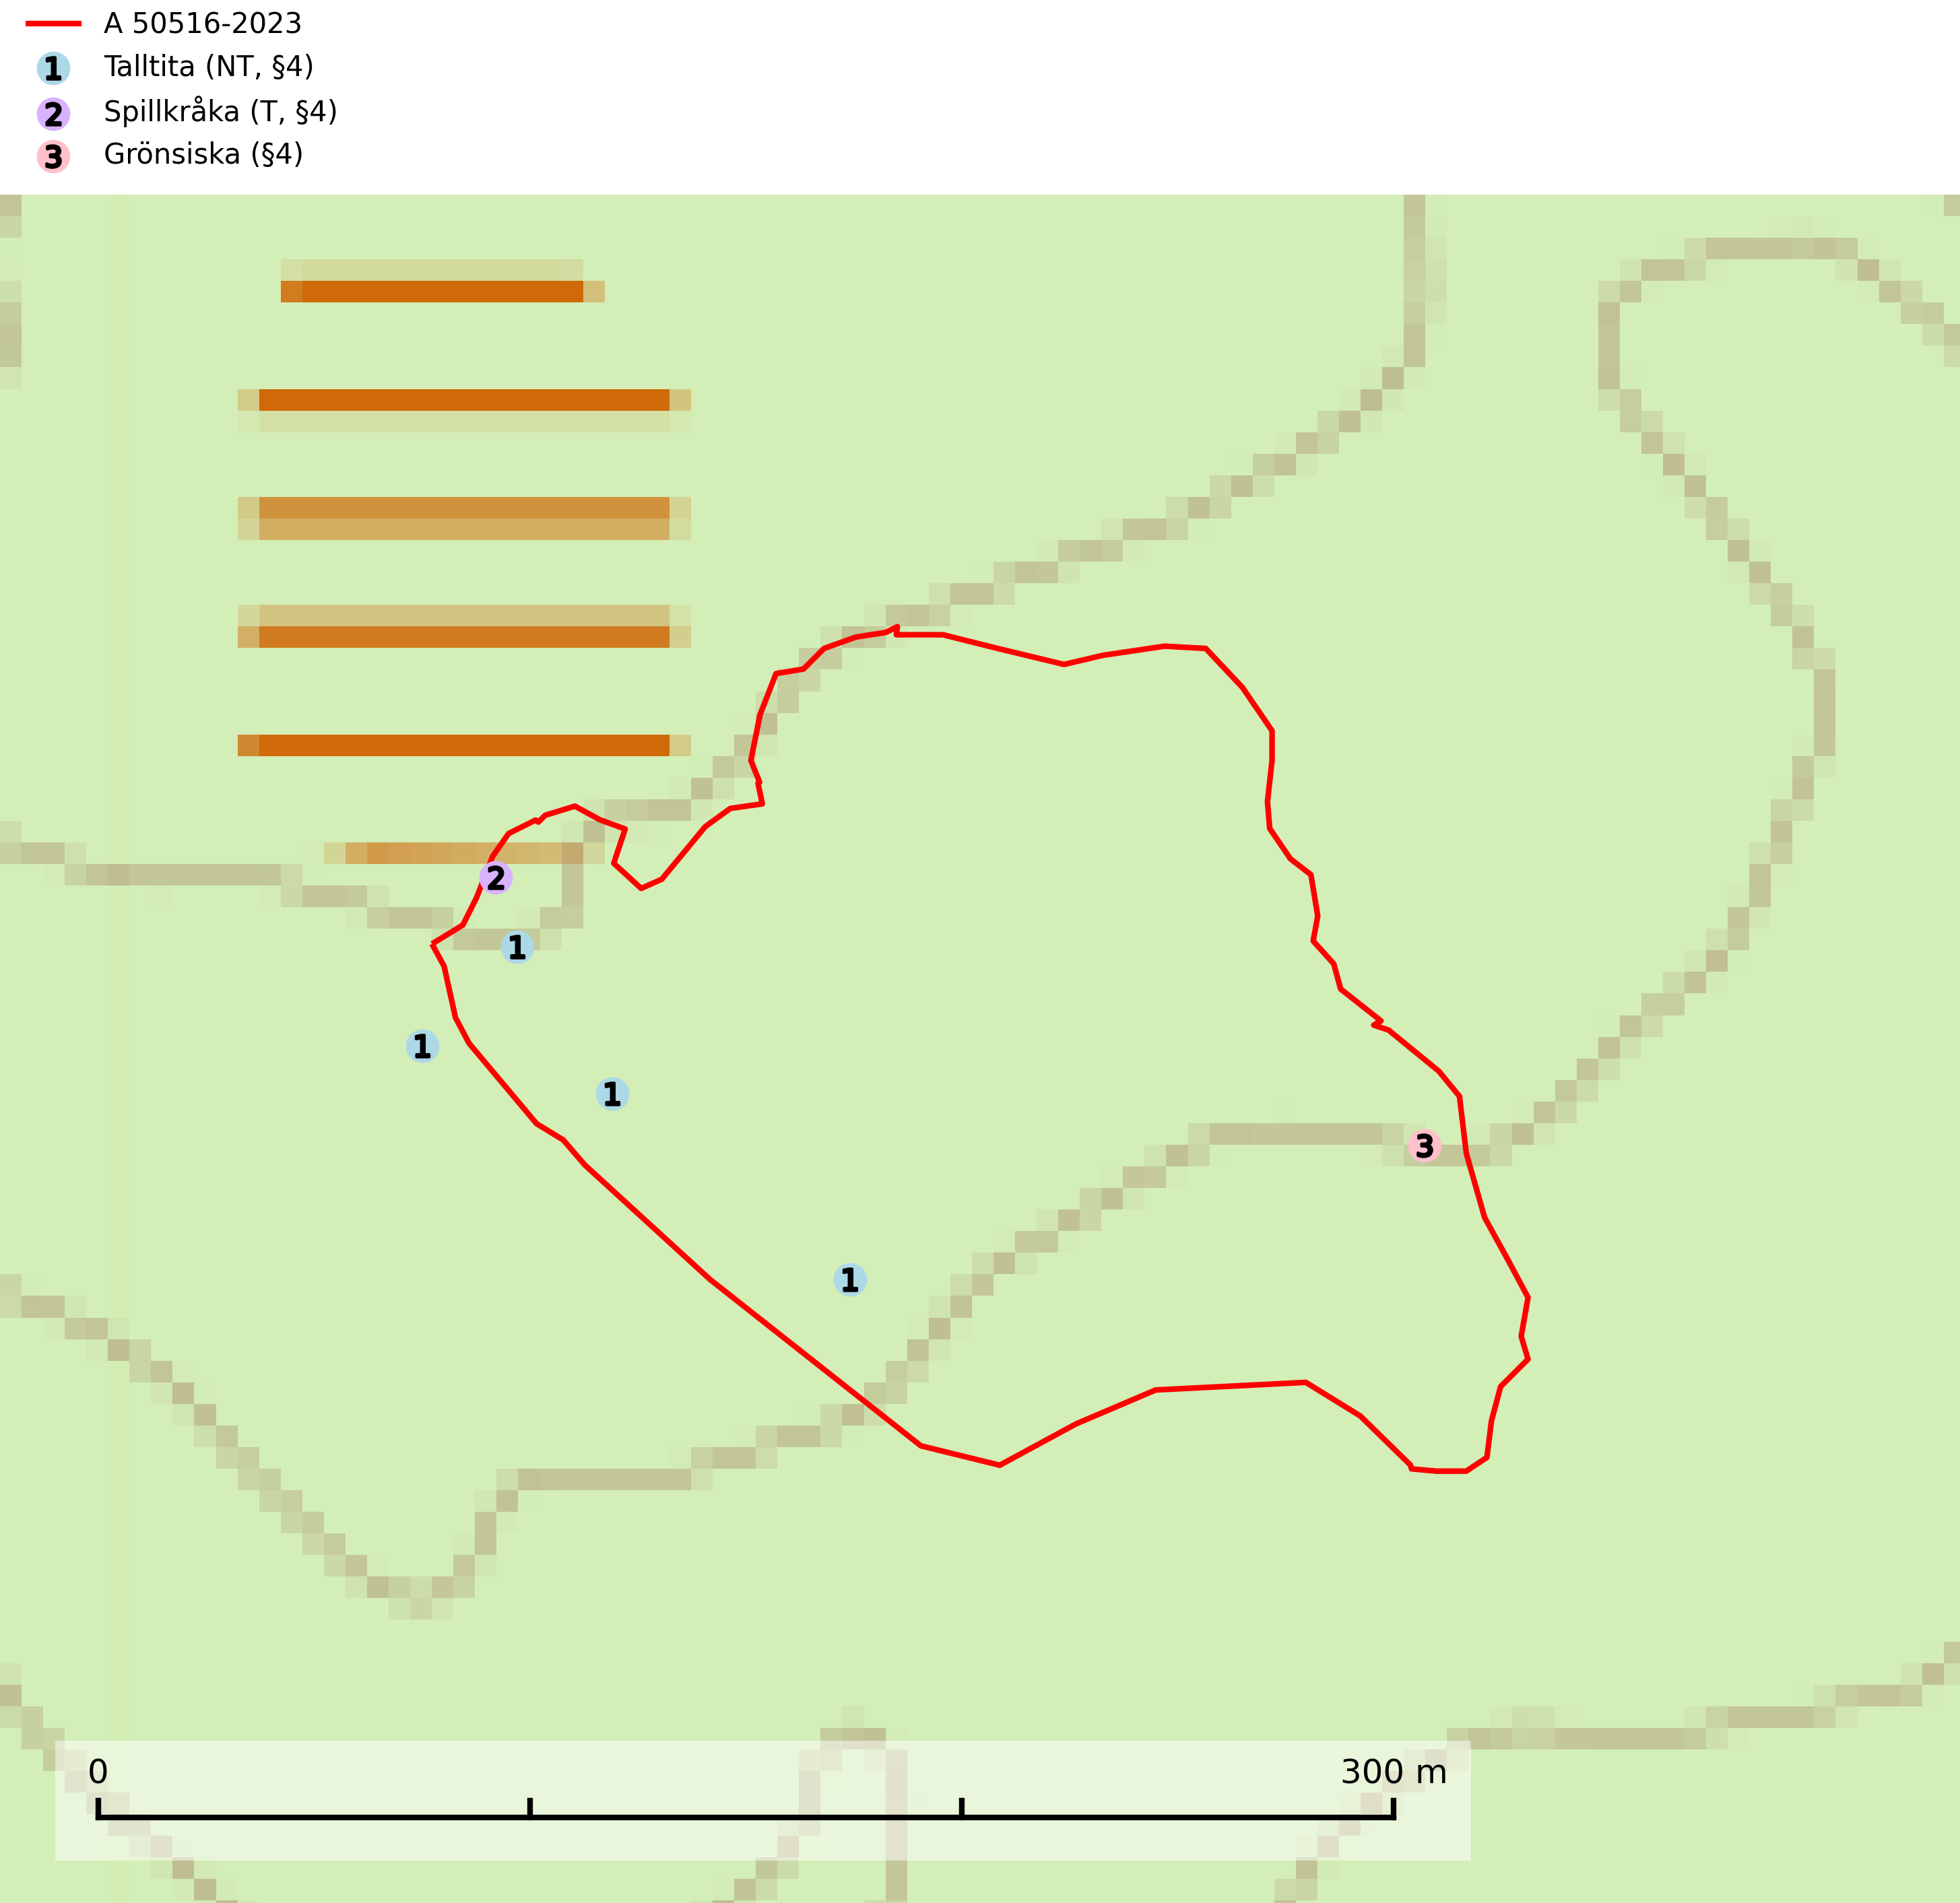 A 50516-2023
1 Talltita (NT, §4)
2 Spillkråka (T, §4)
3 Grönsiska (§4)
2
1
1
1
3
1
0 300 m